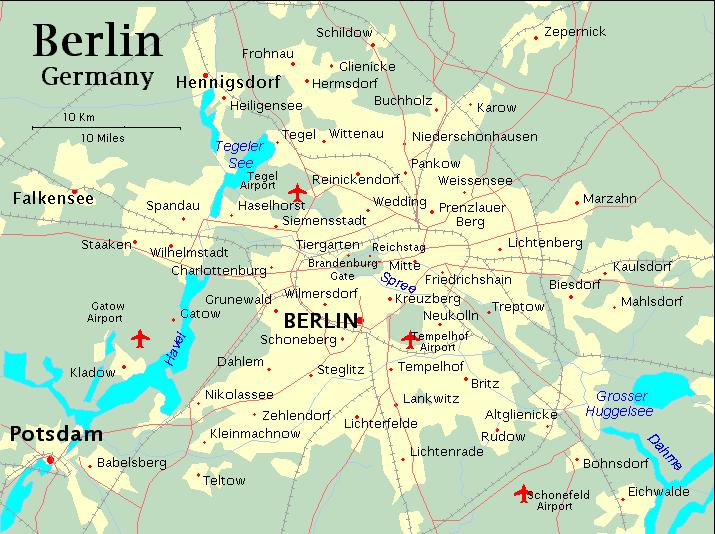 Berlin
Germany
10 Km
10 Miles
Schildow
Zepernick
Frohnau
Glienicke
Hennigsdorf
Hermsdorf
Heiligensee
Buchholz
Karow
Tegeler
See
Tegel
Wittenau
Niederschonhausen
Pankow
Tegel
Airport
Reinickendorf
Weissensee
Falkensee
Spandau
Haselhorst
Wedding
Prenzlauer
Berg
Marzahn
Siemensstadt
Staaken
Wilhelmstadt
Tiergarten
Reichstag
Lichtenberg
Charlottenburg
Brandenburg
Gate
Mitte
Kaulsdorf
Spree
Friedrichshain
Biesdorf
Grunewald
Wilmersdorf
Kreuzberg
Mahlsdorf
Gatow
Airport
Gatow
BERLIN
Neukolln
Treptow
Havel
Schoneberg
Tempelhof
Airport
Kladow
Dahlem
Steglitz
Tempelhof
Britz
Nikolassee
Lankwitz
Grosser
Huggelsee
Zehlendorf
Altglienicke
Potsdam
Kleinmachnow
Lichterfelde
Rudow
Dahme
Babelsberg
Lichtenrade
Bohnsdorf
Teltow
Schonefeld
Airport
Eichwalde